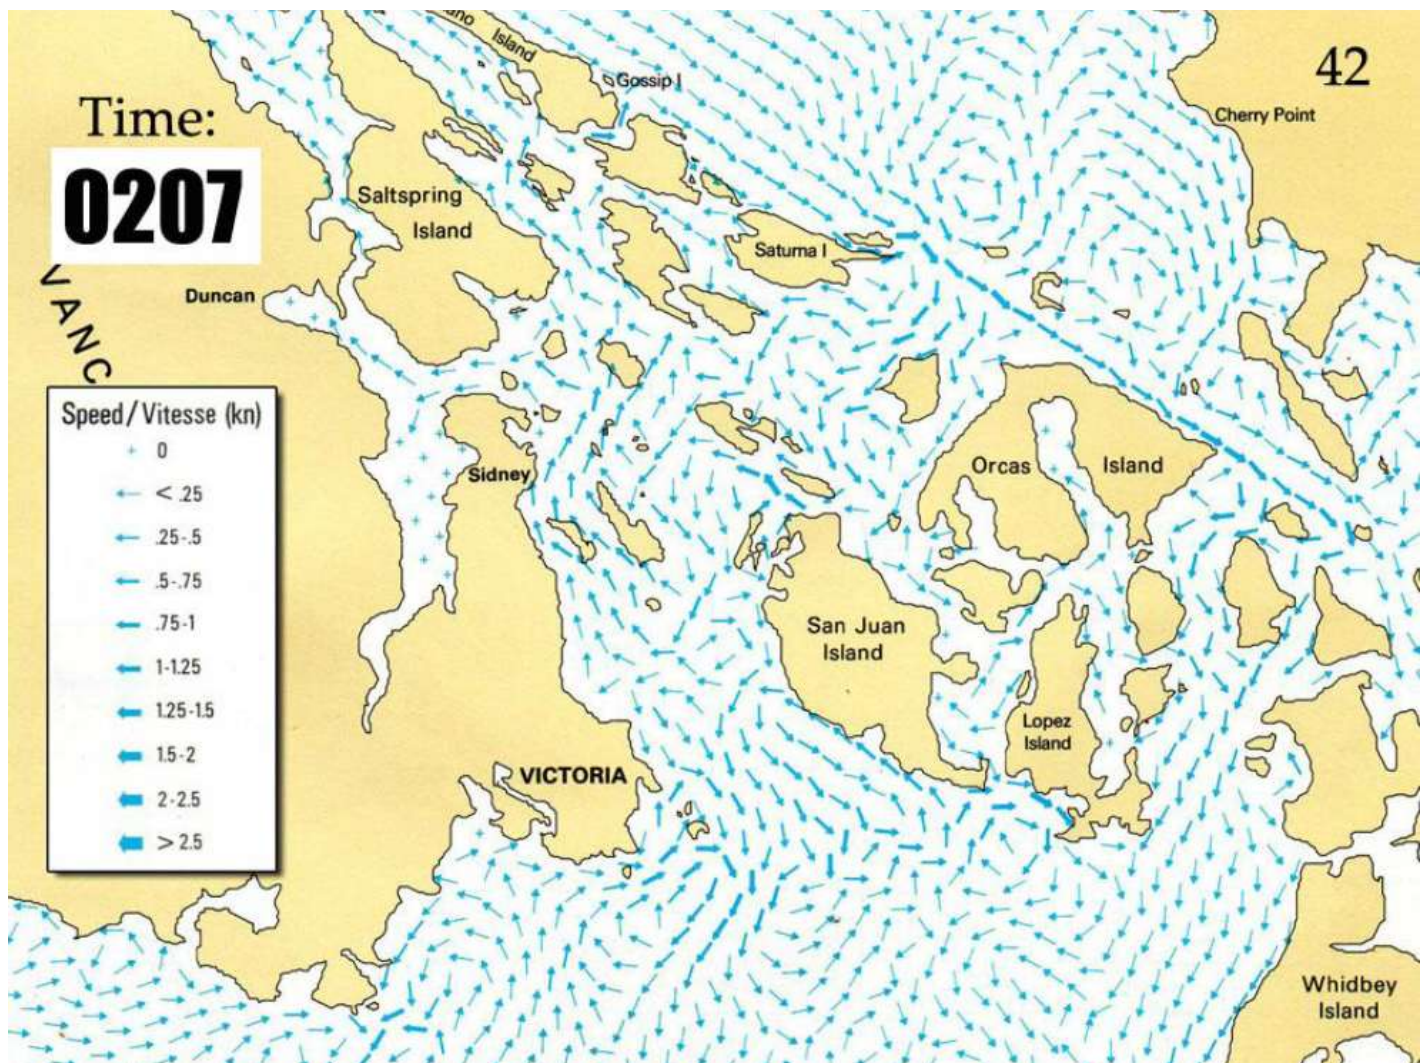 ano
Island
Gossip I
42
Time:
Cherry Point
0207
Saltspring
Island
Saturna I
VANC
Duncan
Speed/Vitesse (kn)
0
< .25
.25-.5
.5-.75
.75-1
1-1.25
1.25-1.5
1.5-2
2-2.5
> 2.5
Sidney
Orcas
Island
San Juan
Island
Lopez
Island
VICTORIA
Whidbey
Island